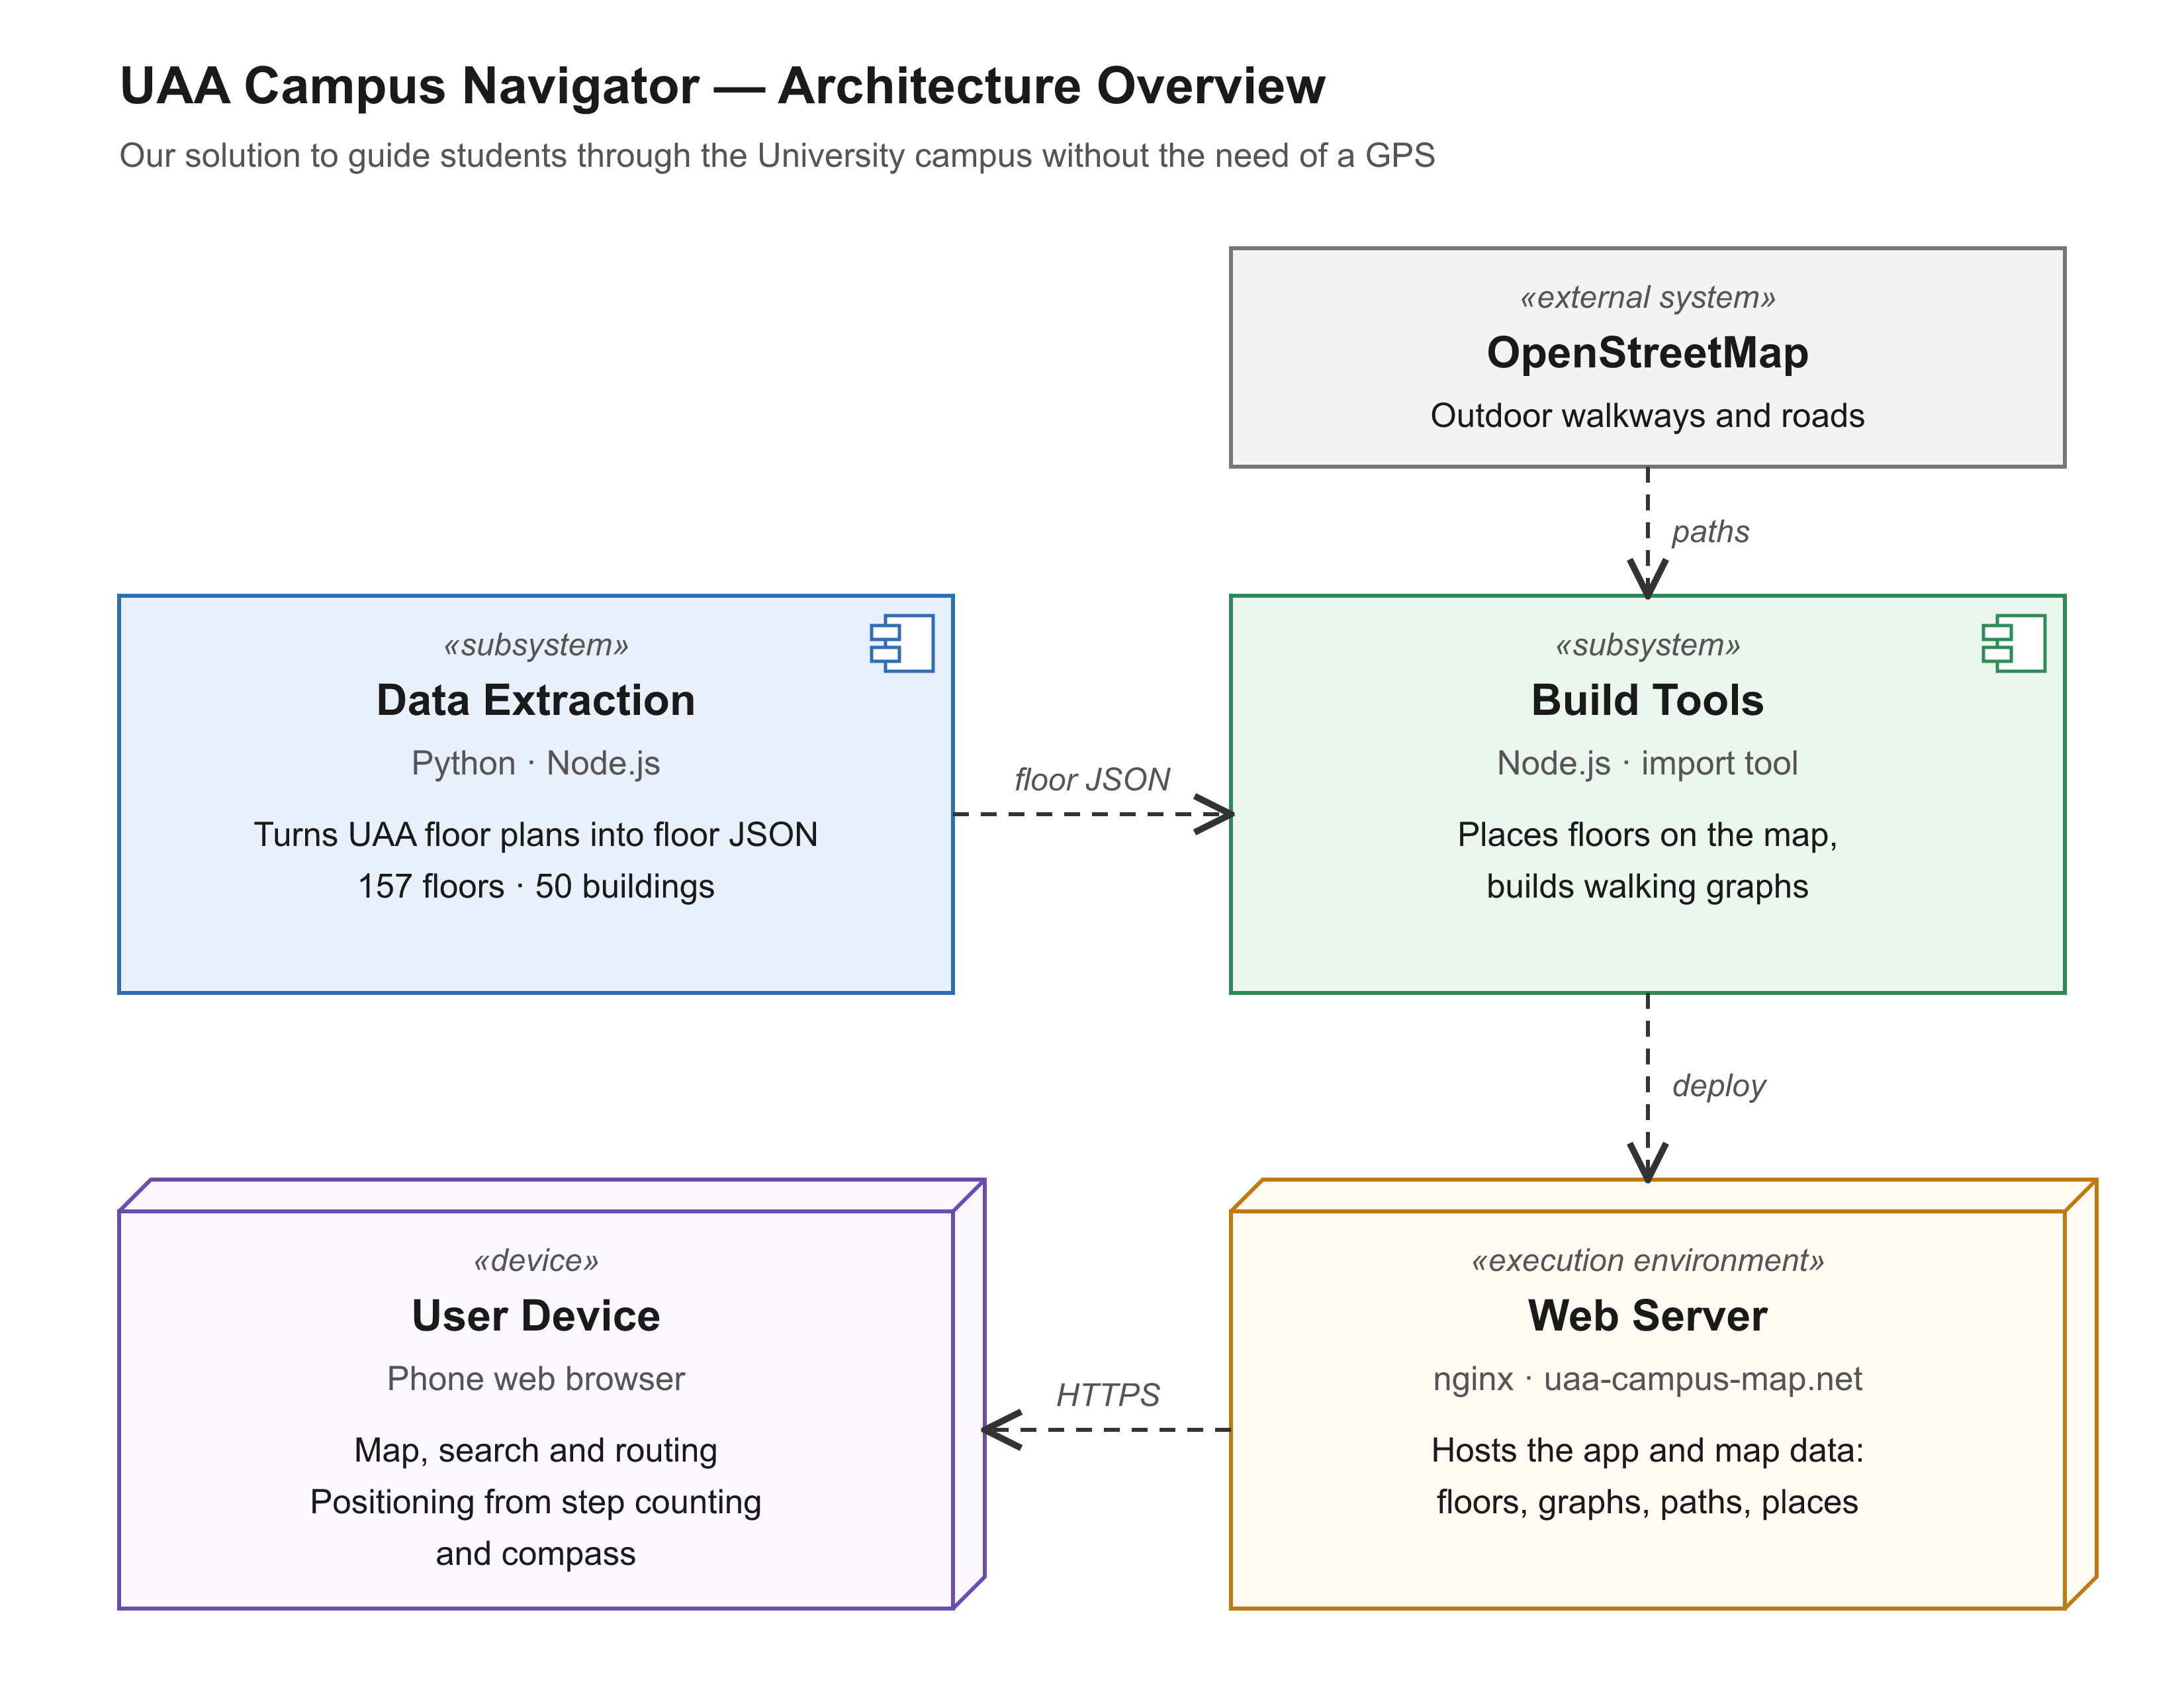 UAA Campus Navigator — Architecture Overview
Our solution to guide students through the University campus without the need of a GPS
«external system»
OpenStreetMap
Outdoor walkways and roads
paths
«subsystem»
Data Extraction
Python · Node.js
Turns UAA floor plans into floor JSON
157 floors · 50 buildings
floor JSON
«subsystem»
Build Tools
Node.js · import tool
Places floors on the map,
builds walking graphs
deploy
«device»
User Device
Phone web browser
Map, search and routing
Positioning from step counting
and compass
HTTPS
«execution environment»
Web Server
nginx · uaa-campus-map.net
Hosts the app and map data:
floors, graphs, paths, places